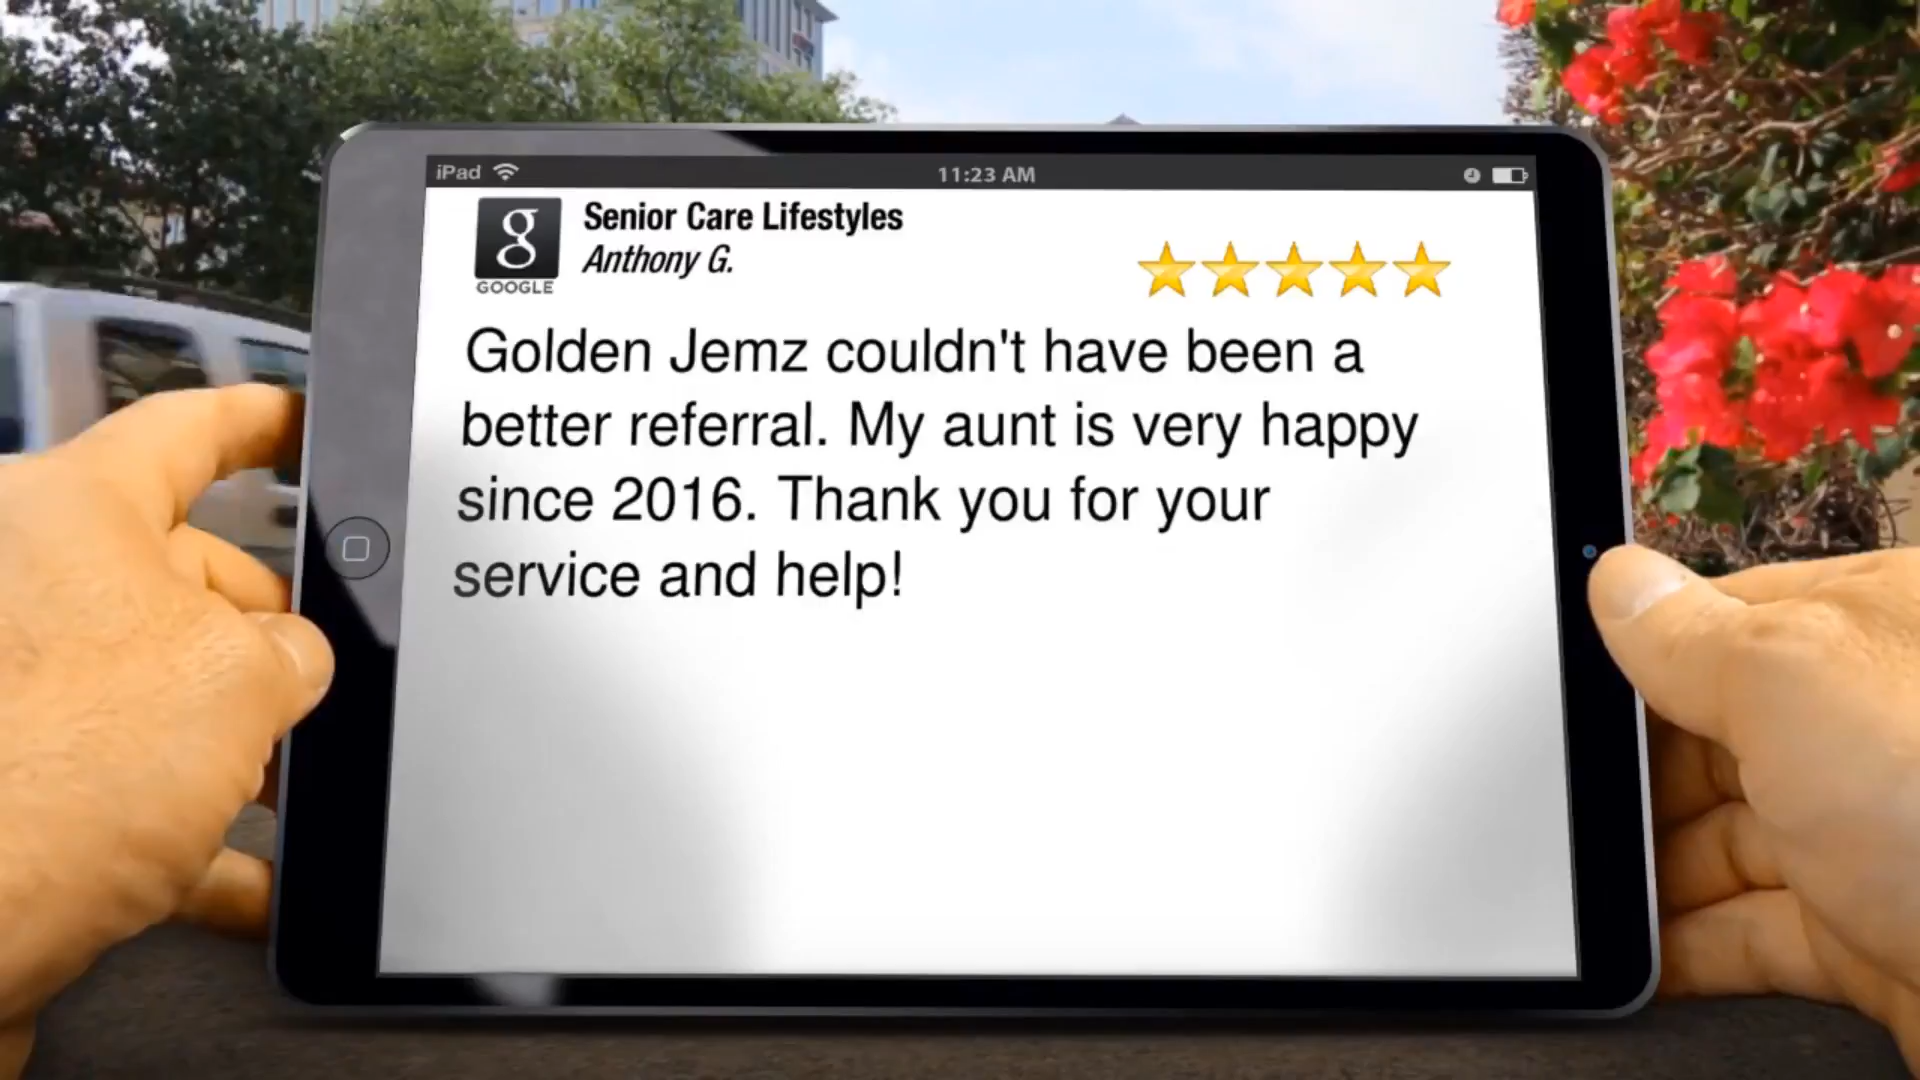 iPad
11:23 AM
g
GOOGLE
Senior Care Lifestyles
Anthony G.
Golden Jemz couldn't have been a
better referral. My aunt is very happy
since 2016. Thank you for your
service and help!